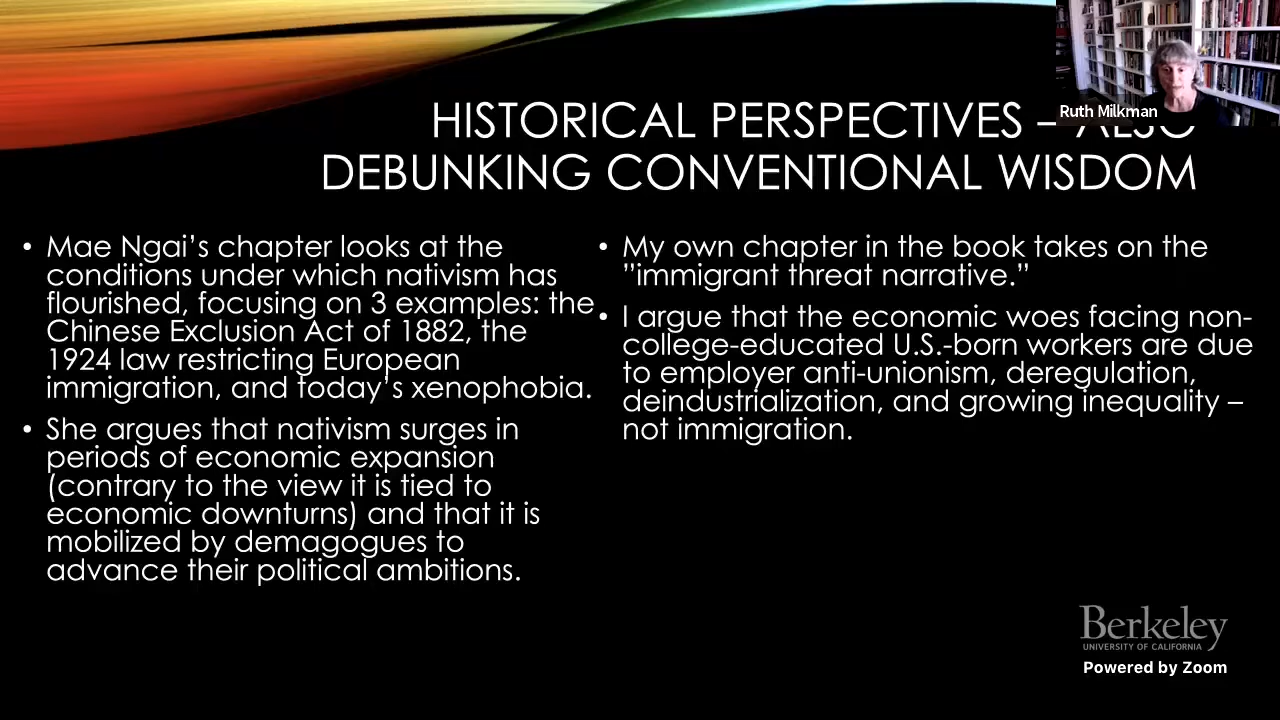 HISTORICAL PERSPECTIVES – ALSO
DEBUNKING CONVENTIONAL WISDOM
Ruth Milkman
• Mae Ngai’s chapter looks at the
conditions under which nativism has
flourished, focusing on 3 examples: the
Chinese Exclusion Act of 1882, the
1924 law restricting European
immigration, and today’s xenophobia.
• She argues that nativism surges in
periods of economic expansion
(contrary to the view it is tied to
economic downturns) and that it is
mobilized by demagogues to
advance their political ambitions.
• My own chapter in the book takes on the
”immigrant threat narrative.”
• I argue that the economic woes facing non-
college-educated U.S.-born workers are due
to employer anti-unionism, deregulation,
deindustrialization, and growing inequality –
not immigration.
Berkeley
UNIVERSITY OF CALIFORNIA
Powered by Zoom